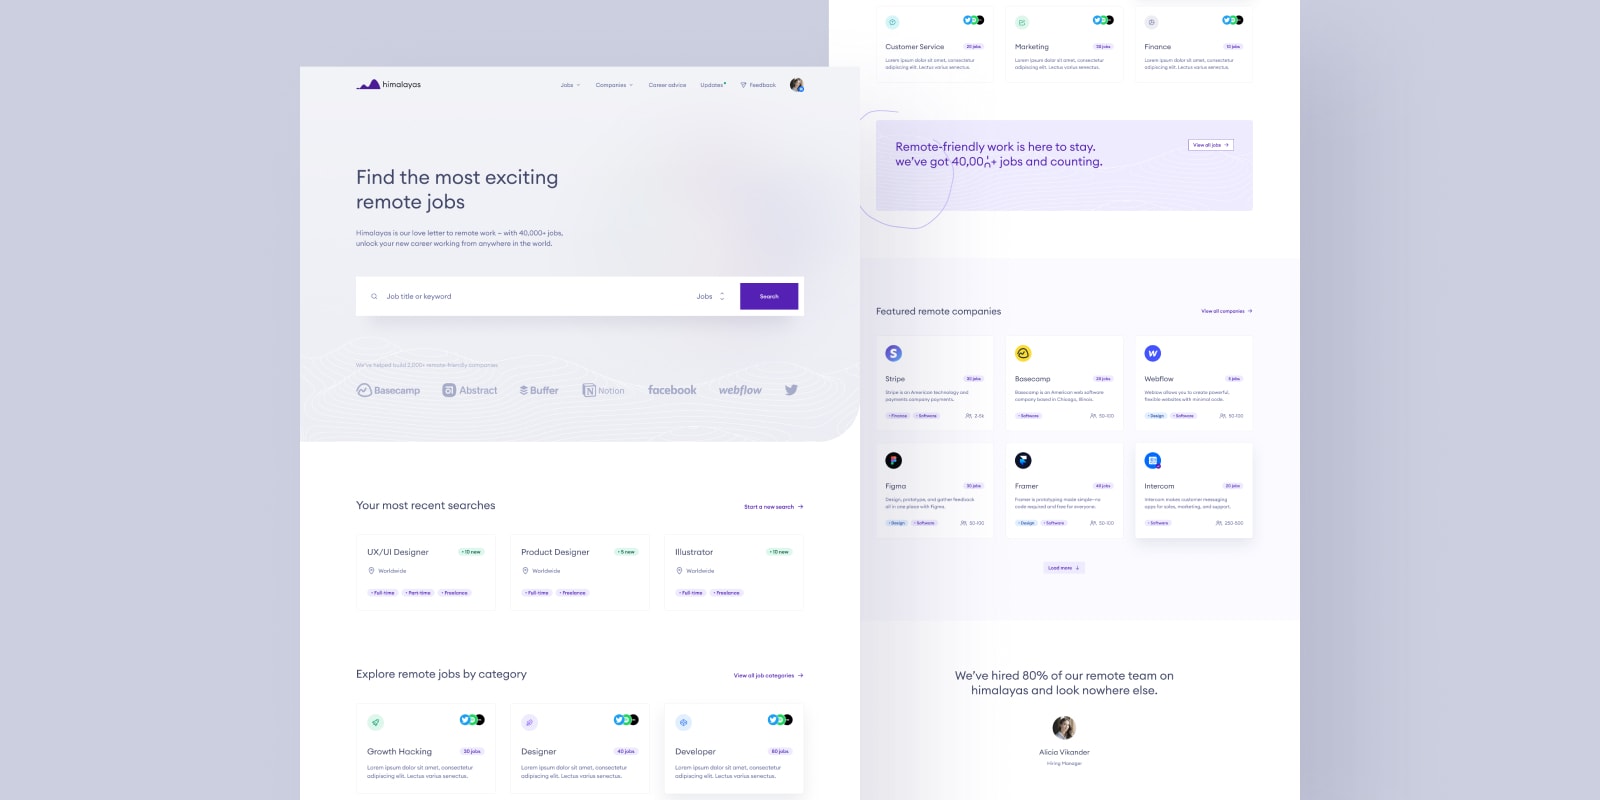 himalayas
Jobs
Companies
Career advice
Updates
Feedback
Find the most exciting
remote jobs
Himalayas is our love letter to remote work – with 40,000+ jobs,
unlock your new career working from anywhere in the world.
Job title or keyword
Jobs
Search
We've helped build 2,000+ remote-friendly companies
Basecamp
Abstract
Buffer
Notion
facebook
webflow
Your most recent searches
Start a new search →
UX/UI Designer
• 10 new
Worldwide
• Full-time • Part-time • Freelance
Product Designer
• 5 new
Worldwide
• Full-time • Freelance
Illustrator
• 10 new
Worldwide
• Full-time • Freelance
Explore remote jobs by category
View all job categories →
Growth Hacking
30 jobs
Lorem ipsum dolor sit amet, consectetur
adipiscing elit. Lectus varius senectus.
Designer
40 jobs
Lorem ipsum dolor sit amet, consectetur
adipiscing elit. Lectus varius senectus.
Developer
80 jobs
Lorem ipsum dolor sit amet, consectetur
adipiscing elit. Lectus varius senectus.
Customer Service
25 jobs
Lorem ipsum dolor sit amet, consectetur
adipiscing elit. Lectus varius senectus.
Marketing
Lorem ipsum dolor sit amet, consectetur
adipiscing elit. Lectus varius senectus.
Finance
Lorem ipsum dolor sit amet, consectetur
adipiscing elit. Lectus varius senectus.
Remote-friendly work is here to stay.
we've got 40,00 + jobs and counting.
View all jobs →
Featured remote companies
View all companies →
Stripe
30 jobs
Stripe is an American technology and
payments company payments.
• Finance • Software
2-5k
Basecamp
Basecamp is an American web software
company based in Chicago, Illinois.
• Software
50-100
Webflow
5 jobs
Webflow allows you to create powerful,
flexible websites with minimal code.
• Design • Software
50-100
Figma
30 jobs
Design, prototype, and gather feedback
all in one place with Figma.
• Design • Software
50-100
Framer
40 jobs
Framer is prototyping made simple–no
code required and free for everyone.
• Design • Software
50-100
Intercom
20 jobs
Intercom makes customer messaging
apps for sales, marketing, and support.
• Software
250-500
Load more ↓
We've hired 80% of our remote team on
himalayas and look nowhere else.
Alicia Vikander
Hiring Manager